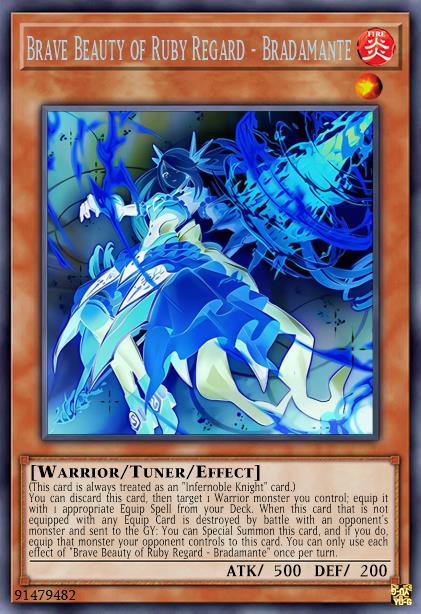 Brave Beauty of Ruby Regard - Bradamante
FIRE
炎
[Warrior/Tuner/Effect]
(This card is always treated as an "Infernoble Knight" card.)
You can discard this card, then target 1 Warrior monster you control; equip it
with 1 appropriate Equip Spell from your Deck. When this card that is not
equipped with any Equip Card is destroyed by battle with an opponent's
monster and sent to the GY: You can Special Summon this card, and if you do,
equip that monster your opponent controls to this card. You can only use each
effect of "Brave Beauty of Ruby Regard - Bradamante" once per turn.
ATK/ 500 DEF/ 200
91479482